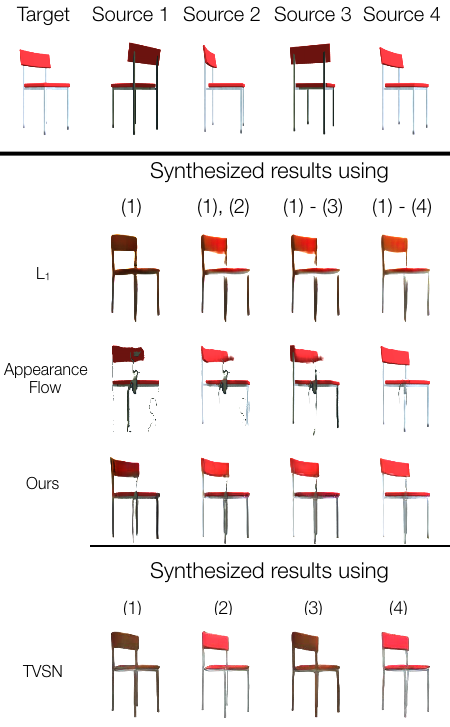 Target Source 1 Source 2 Source 3 Source 4
Synthesized results using
(1) (1), (2) (1) - (3) (1) - (4)
L₁
Appearance
Flow
Ours
Synthesized results using
(1) (2) (3) (4)
TVSN